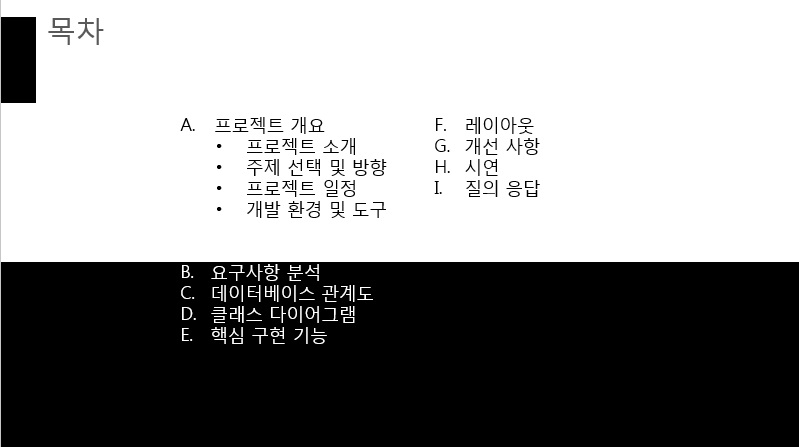 목차
A. 프로젝트 개요
• 프로젝트 소개
• 주제 선택 및 방향
• 프로젝트 일정
• 개발 환경 및 도구
B. 요구사항 분석
C. 데이터베이스 관계도
D. 클래스 다이어그램
E. 핵심 구현 기능
F. 레이아웃
G. 개선 사항
H. 시연
I. 질의 응답